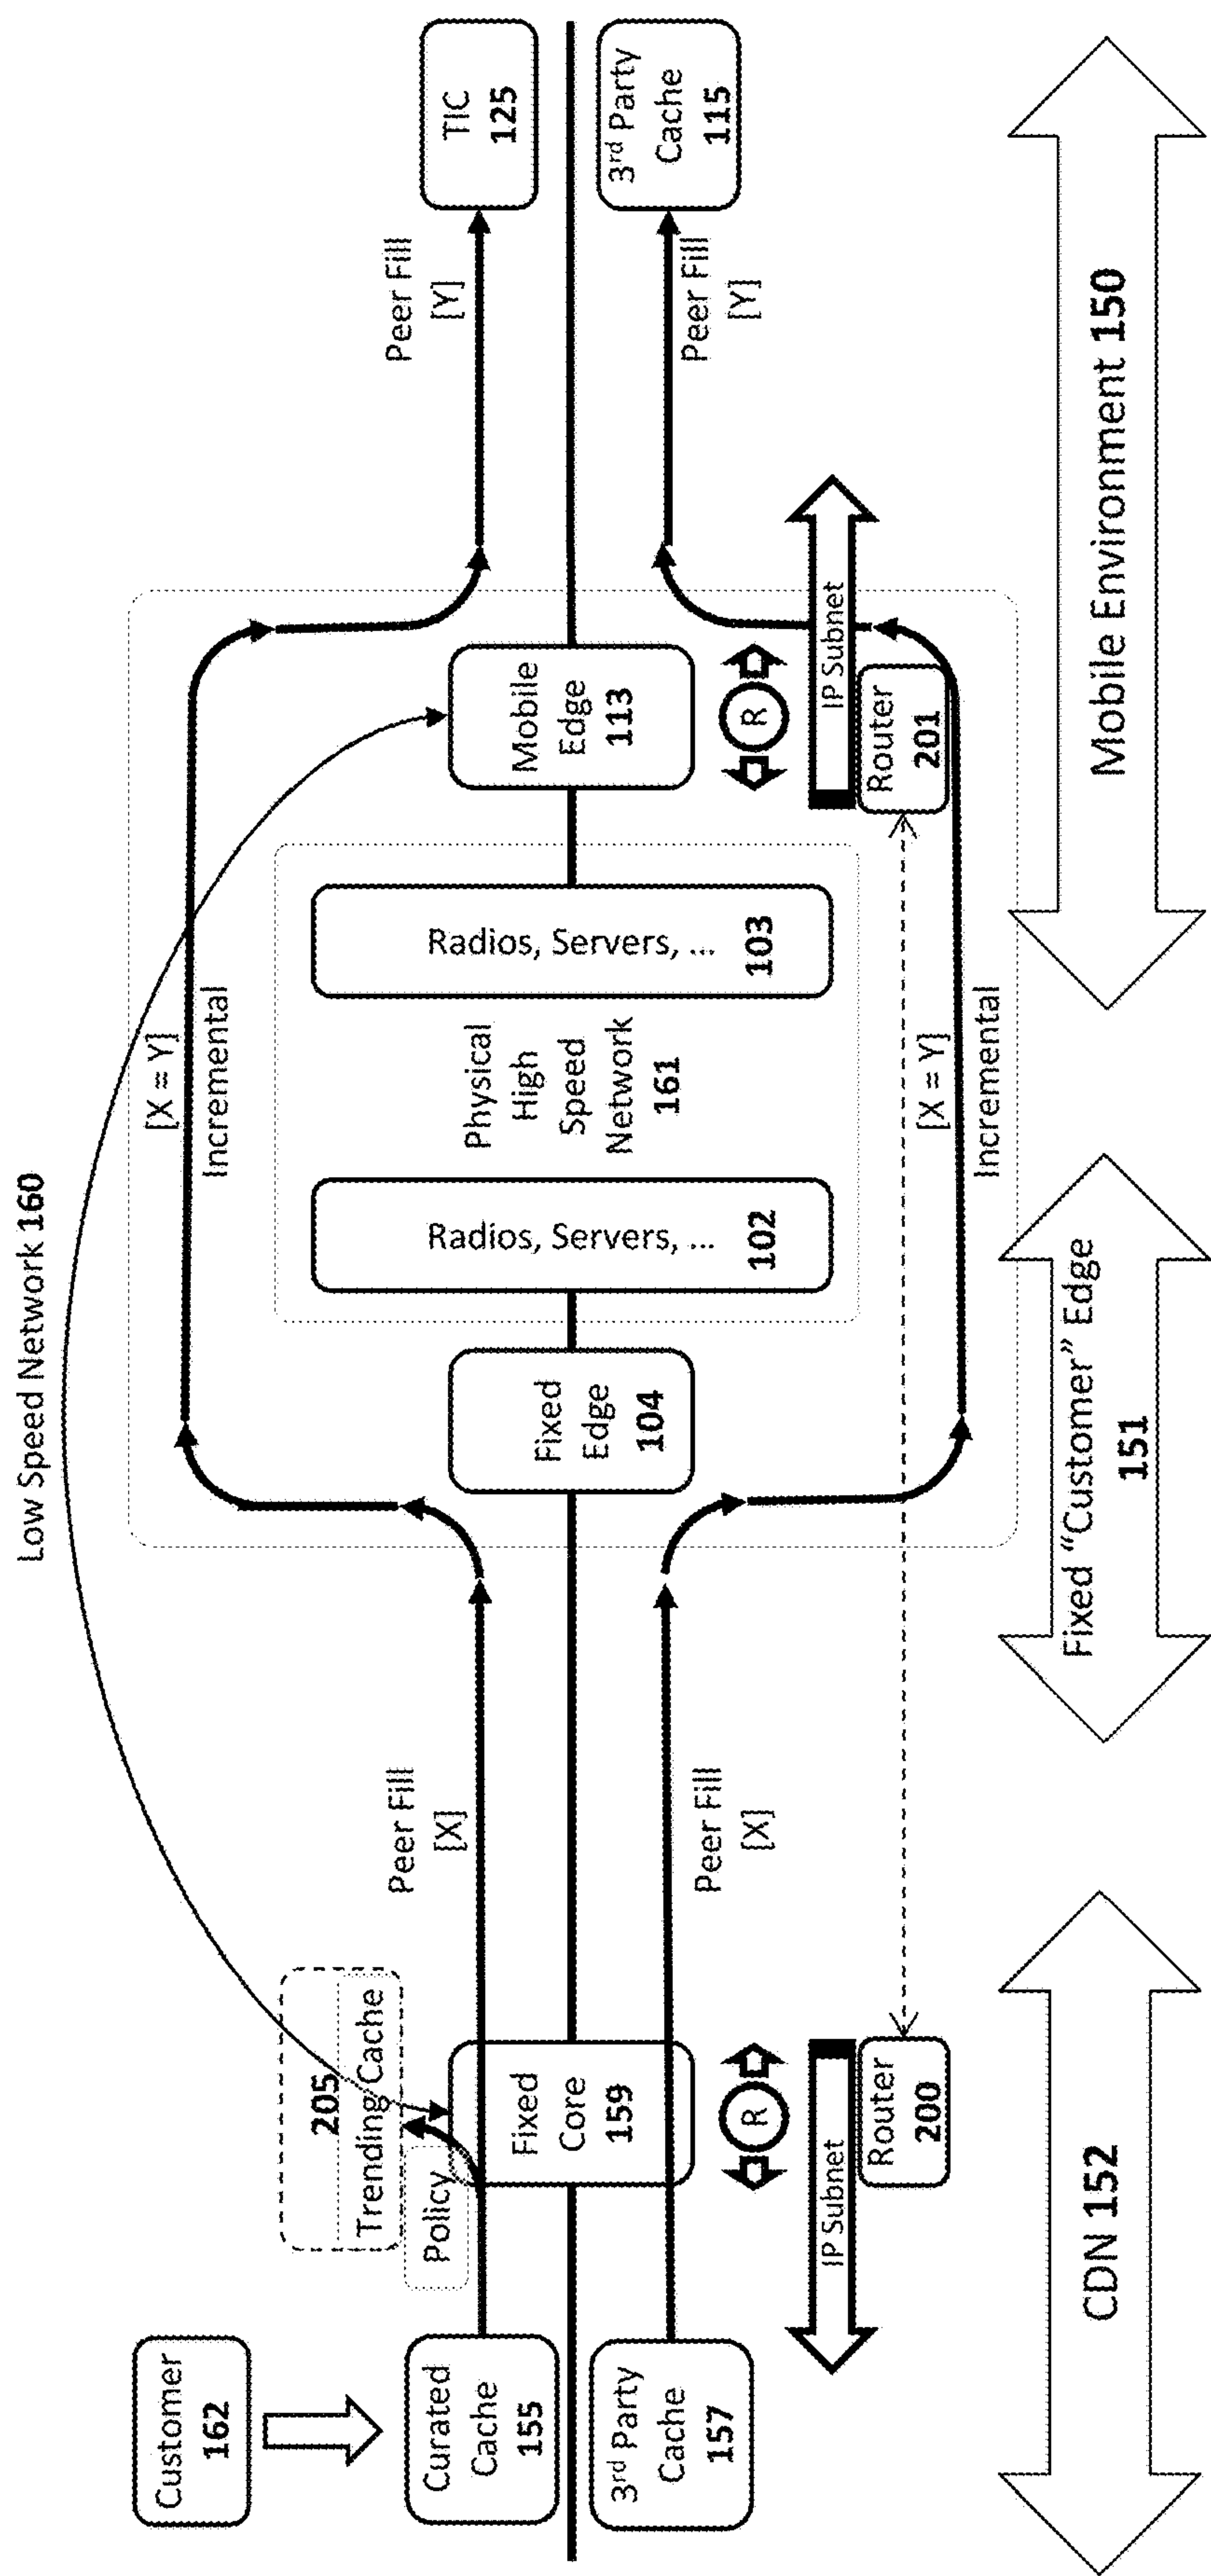 Low Speed Network 160
Customer
162
Curated
Cache
155
3rd Party
Cache
157
205
Trending Cache
Policy
Fixed
Core
159
R
IP Subnet
Router
200
Peer Fill
[X]
Peer Fill
[X]
Fixed
Edge
104
Radios, Servers, ...
102
Physical
High
Speed
Network
161
Radios, Servers, ...
103
[X = Y]
Incremental
[X = Y]
Incremental
Mobile
Edge
113
R
IP Subnet
Router
201
Peer Fill
[Y]
Peer Fill
[Y]
TIC
125
3rd Party
Cache
115
CDN 152
Fixed “Customer” Edge
151
Mobile Environment 150